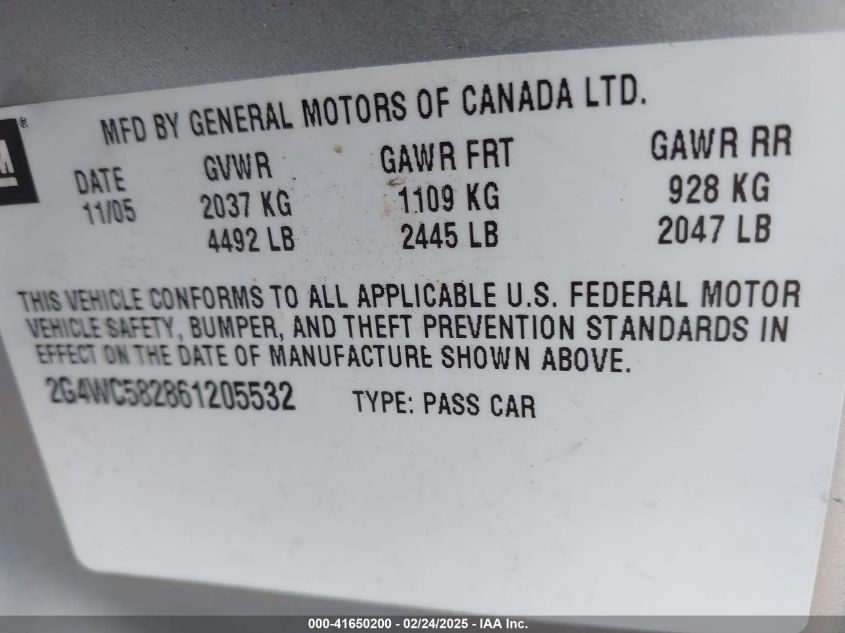 M ®
MFD BY GENERAL MOTORS OF CANADA LTD.
DATE GVWR GAWR FRT GAWR RR
11/05 2037 KG 1109 KG 928 KG
4492 LB 2445 LB 2047 LB
THIS VEHICLE CONFORMS TO ALL APPLICABLE U.S. FEDERAL MOTOR
VEHICLE SAFETY, BUMPER, AND THEFT PREVENTION STANDARDS IN
EFFECT ON THE DATE OF MANUFACTURE SHOWN ABOVE.
2G4WC582861205532 TYPE: PASS CAR
000-41650200 - 02/24/2025 - IAA Inc.